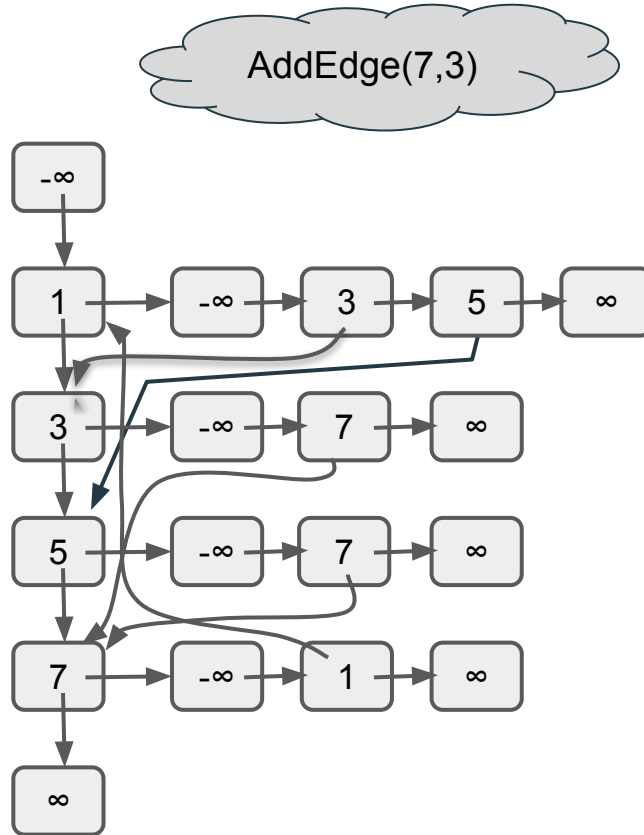 AddEdge(7,3)
-∞
1 -∞ 3 5 ∞
3 -∞ 7 ∞
5 -∞ 7 ∞
7 -∞ 1 ∞
∞